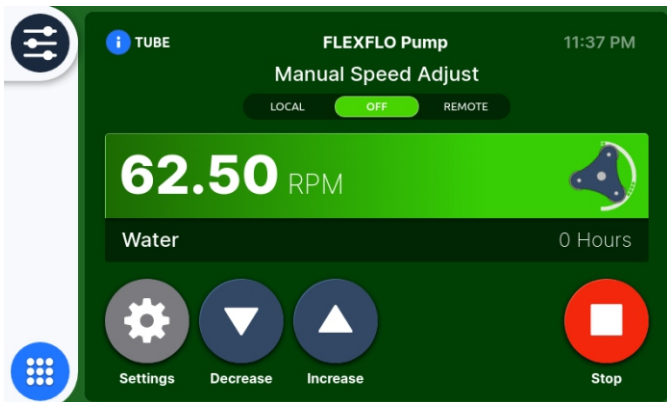 TUBE FLEXFLO Pump 11:37 PM
Manual Speed Adjust
LOCAL OFF REMOTE
62.50 RPM
Water 0 Hours
Settings Decrease Increase Stop